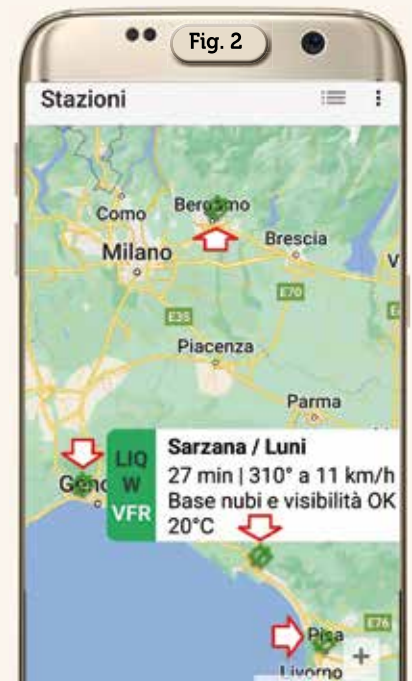 Fig. 2
Stazioni
Como
Bergamo
Milano
Brescia
V
E70
E
E35
Piacenza
Parma
Sarzana / Luni
LIQ
27 min | 310° a 11 km/h
W
Base nubi e visibilità OK
VFR
20°C
Pisa
E76
+
Livorno